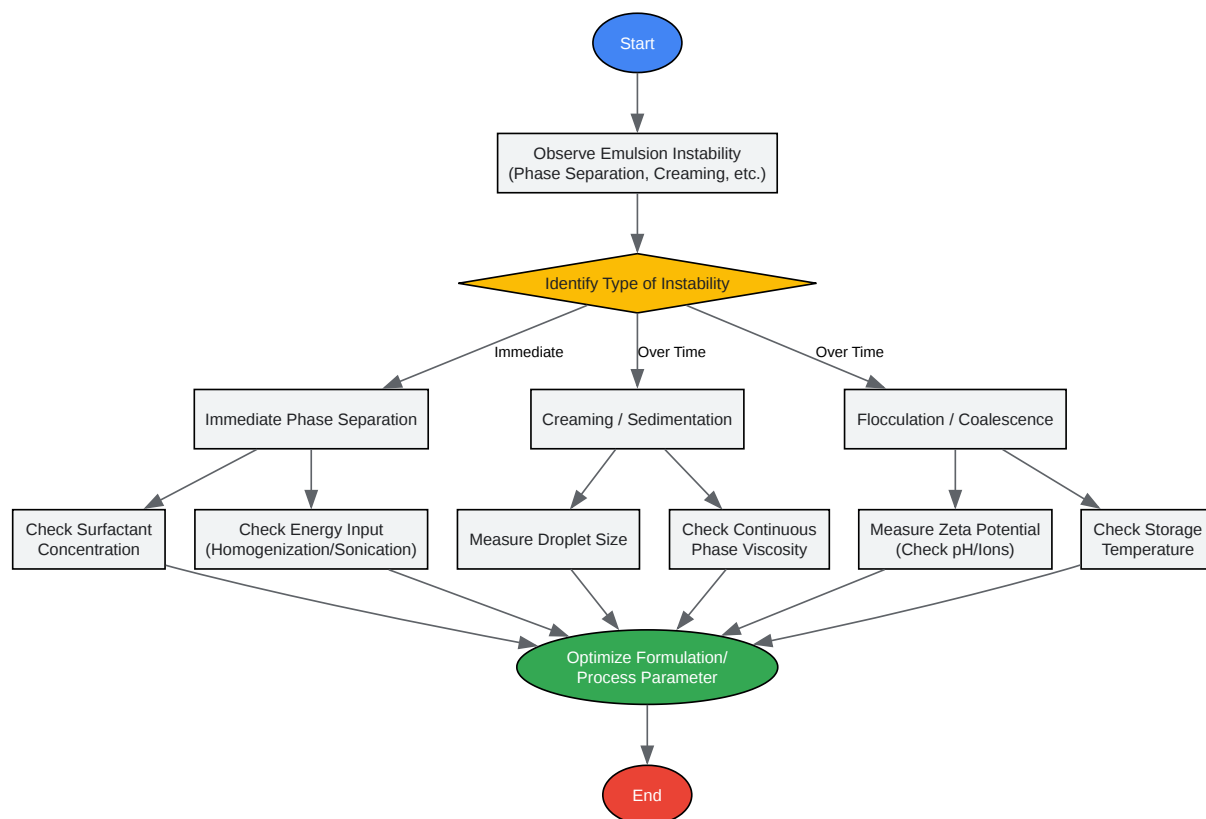 Start
Observe Emulsion Instability
(Phase Separation, Creaming, etc.)
Identify Type of Instability
Immediate
Over Time
Over Time
Immediate Phase Separation
Creaming / Sedimentation
Flocculation / Coalescence
Check Surfactant
Concentration
Check Energy Input
(Homogenization/Sonication)
Measure Droplet Size
Check Continuous
Phase Viscosity
Measure Zeta Potential
(Check pH/Ions)
Check Storage
Temperature
Optimize Formulation/
Process Parameter
End